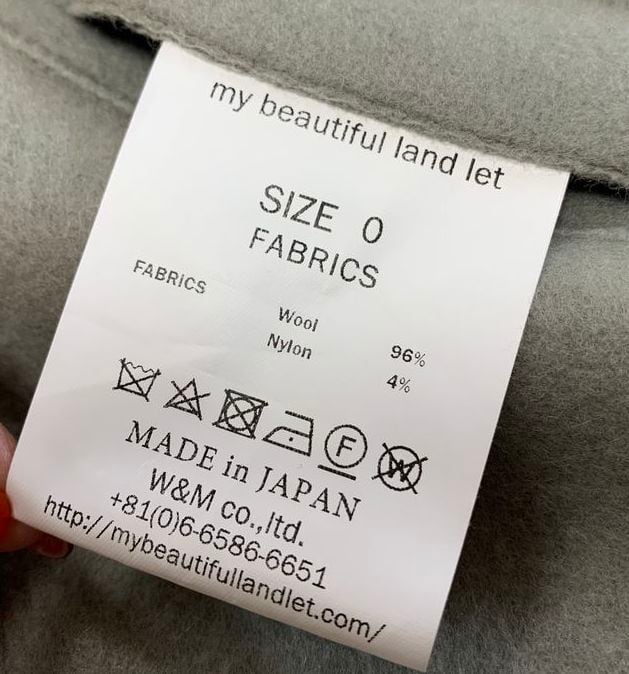 my beautiful land let
SIZE 0
FABRICS
FABRICS
Wool 96%
Nylon 4%
F W
MADE in JAPAN
W&M co.,ltd.
+81(0)6-6586-6651
http://mybeautifullandlet.com/